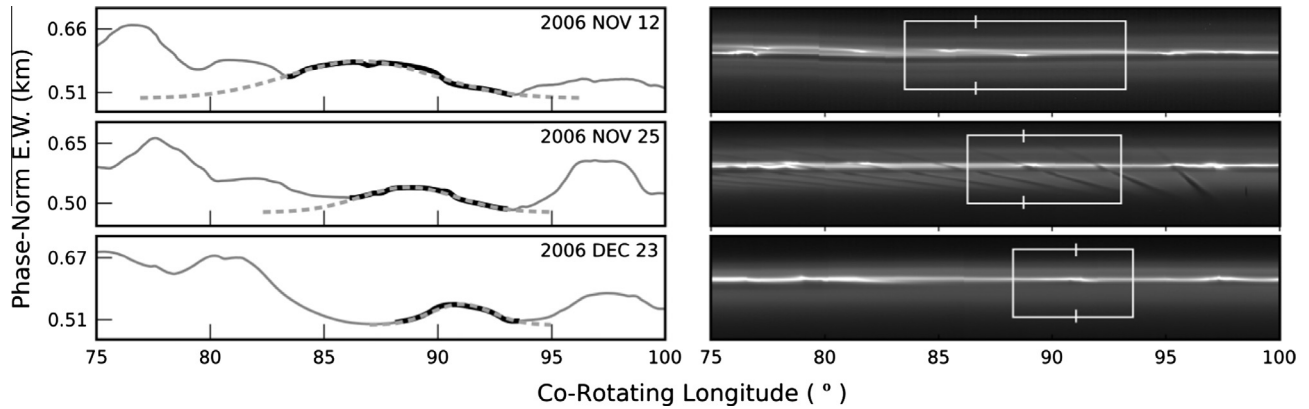 Phase-Norm E.W. (km)
2006 NOV 12
0.66
0.51
2006 NOV 25
0.65
0.50
2006 DEC 23
0.67
0.51
75 80 85 90 95 100
75 80 85 90 95 100
Co-Rotating Longitude ( º )